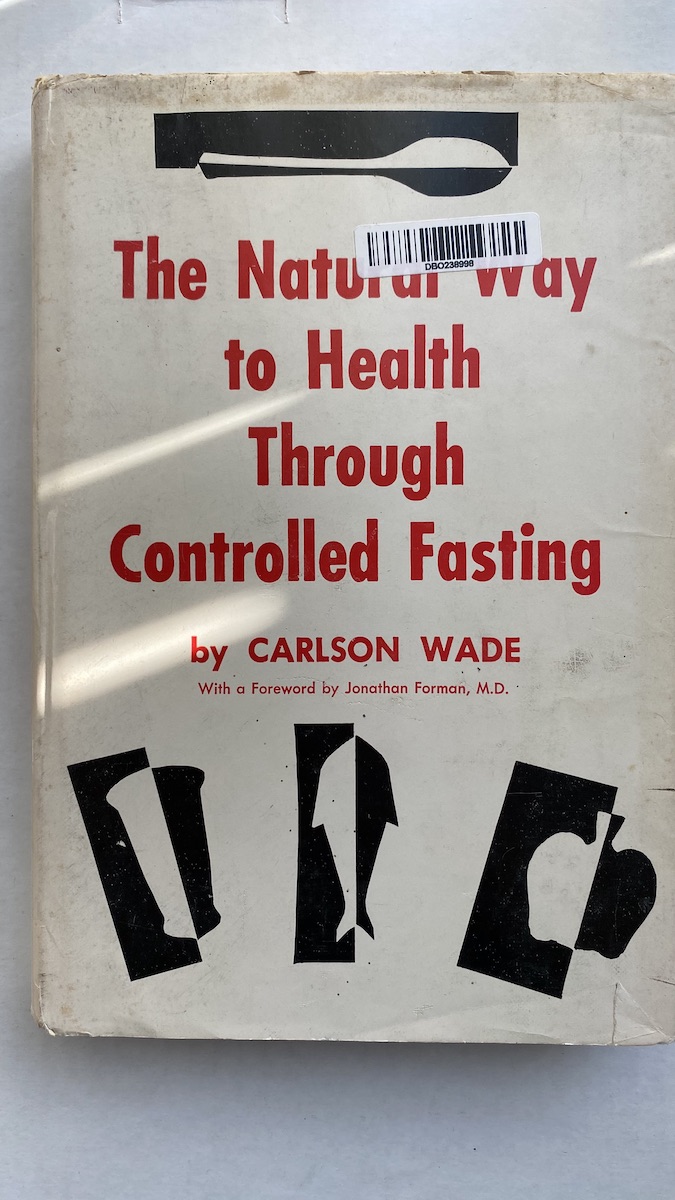 DBO238998
The Natural Way
to Health
Through
Controlled Fasting
by CARLSON WADE
With a Foreword by Jonathan Forman, M.D.